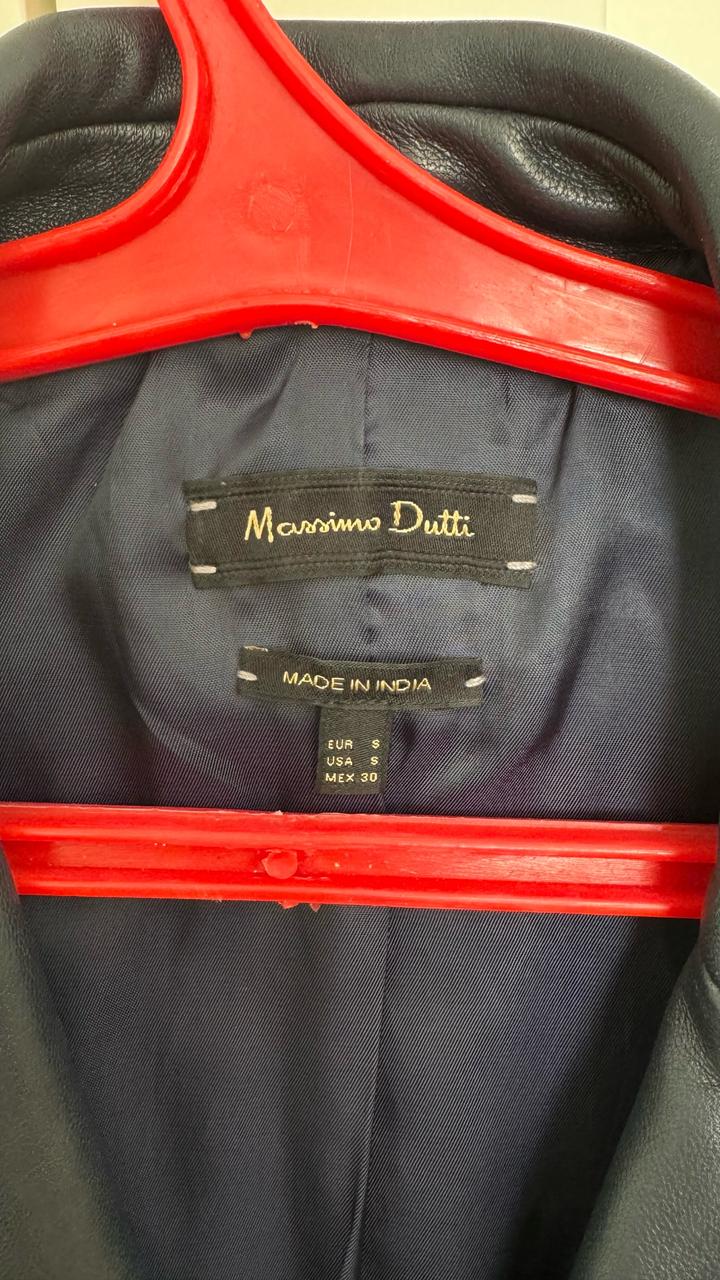 Massimo Dutti
MADE IN INDIA
EUR S
USA S
MEX 30